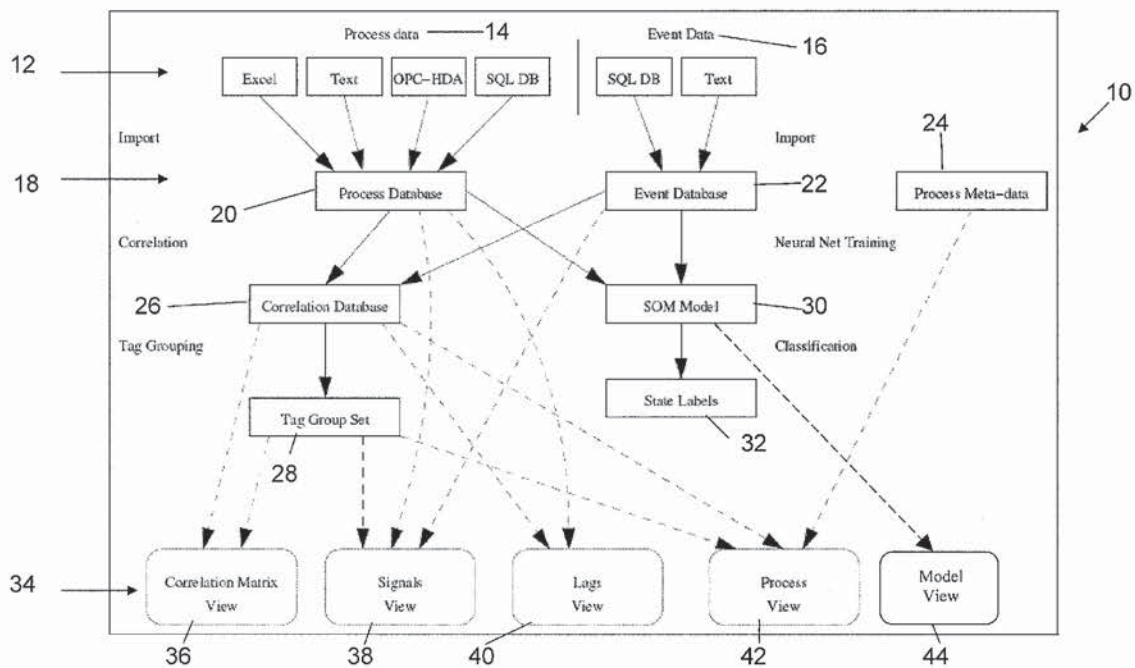 Process data 14
Event Data 16
12
Excel
Text
OPC-HDA
SQL DB
SQL DB
Text
10
Import
Import
24
18
Process Database
Event Database
22
Process Meta-data
20
Correlation
Neural Net Training
26
Correlation Database
SOM Model
30
Tag Grouping
Classification
Tag Group Set
State Labels
28
32
34
Correlation Matrix
View
Signals
View
Lags
View
Process
View
Model
View
36
38
40
42
44